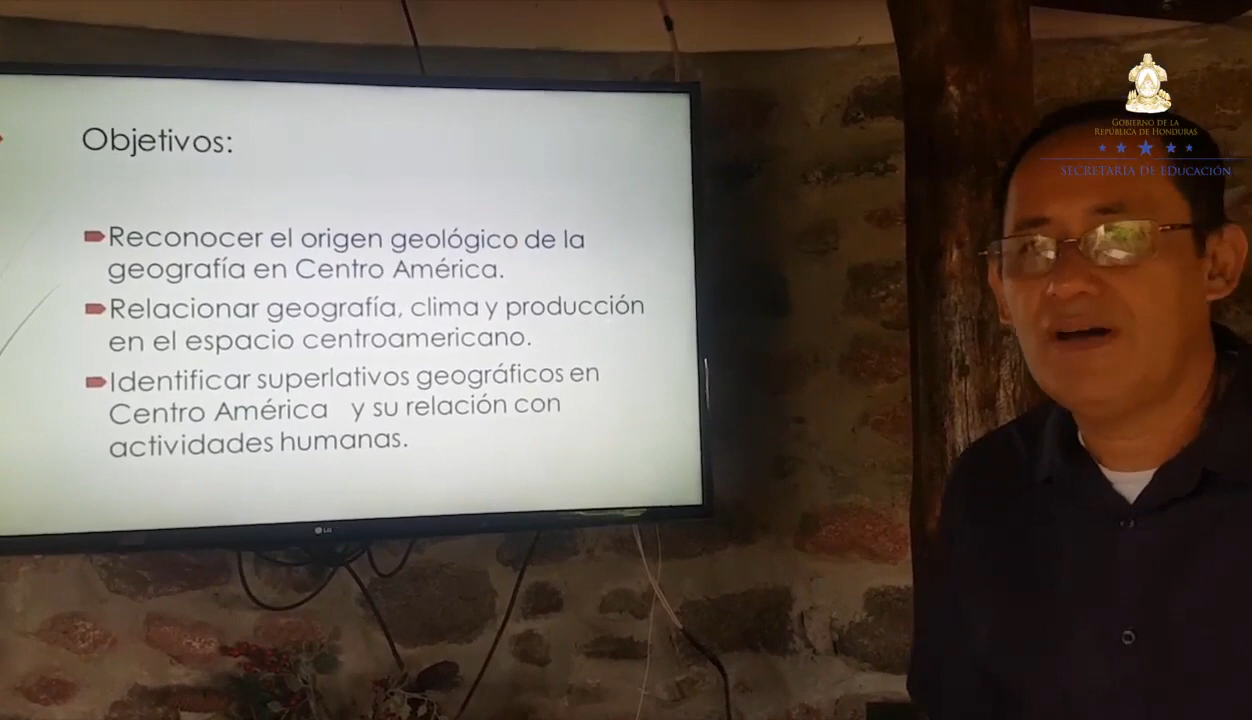 Objetivos:
Reconocer el origen geológico de la
geografía en Centro América.
Relacionar geografía, clima y producción
en el espacio centroamericano.
Identificar superlativos geográficos en
Centro América y su relación con
actividades humanas.
LG
GOBIERNO DE LA
REPÚBLICA DE HONDURAS
SECRETARÍA DE EDUCACIÓN